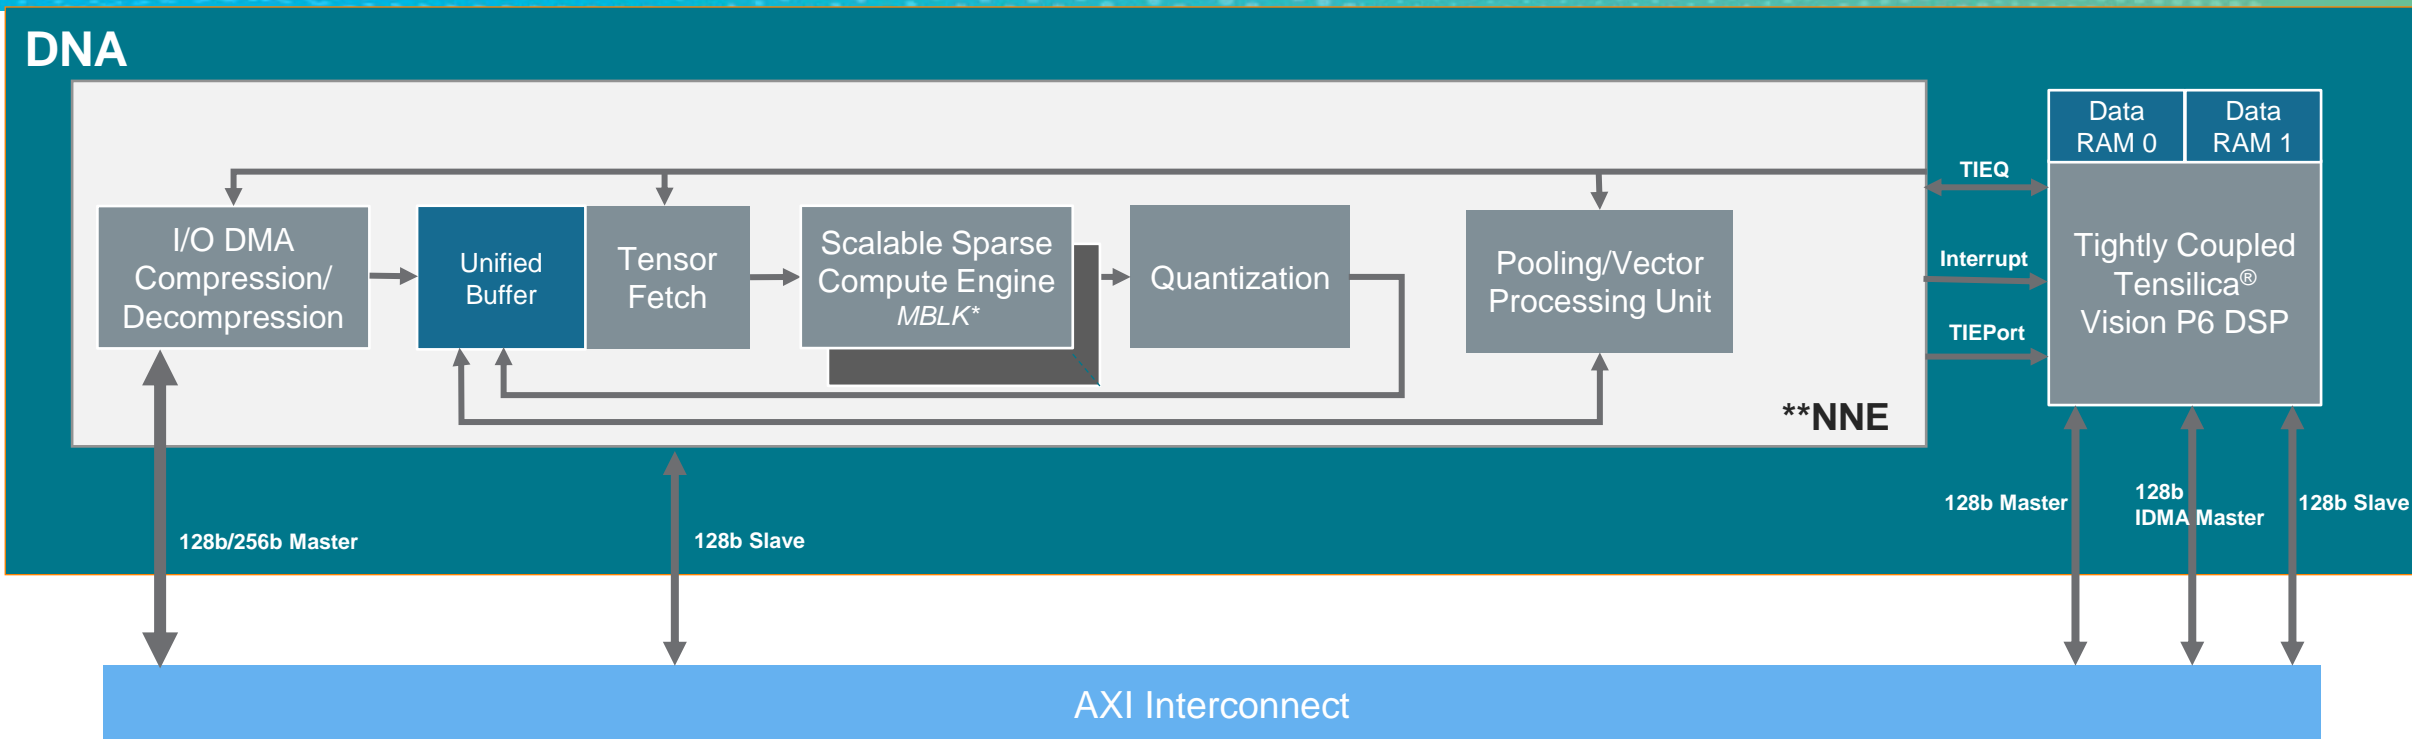 DNA
I/O DMA
Compression/
Decompression
Unified
Buffer
Tensor
Fetch
Scalable Sparse
Compute Engine
MBLK*
Quantization
Pooling/Vector
Processing Unit
**NNE
TIEQ
Interrupt
TIEPort
Data
RAM 0
Data
RAM 1
Tightly Coupled
Tensilica®
Vision P6 DSP
128b/256b Master
128b Slave
128b Master
128b
IDMA Master
128b Slave
AXI Interconnect